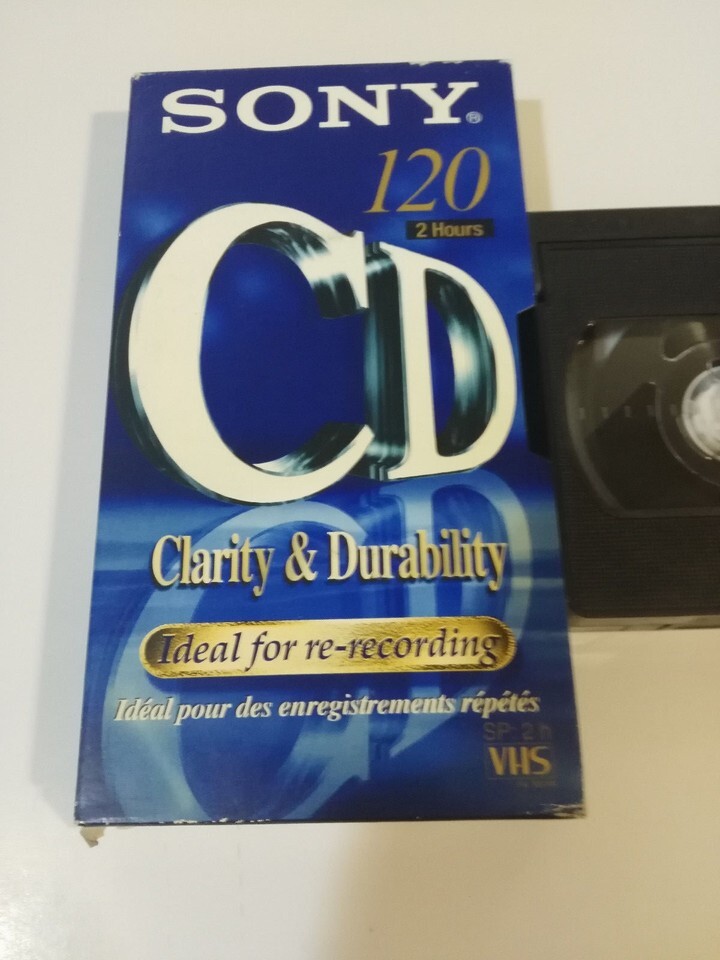 SONY®
120
2 Hours
CD
Clarity & Durability
Ideal for re-recording
Idéal pour des enregistrements répétés
SP: 2 h
VHS